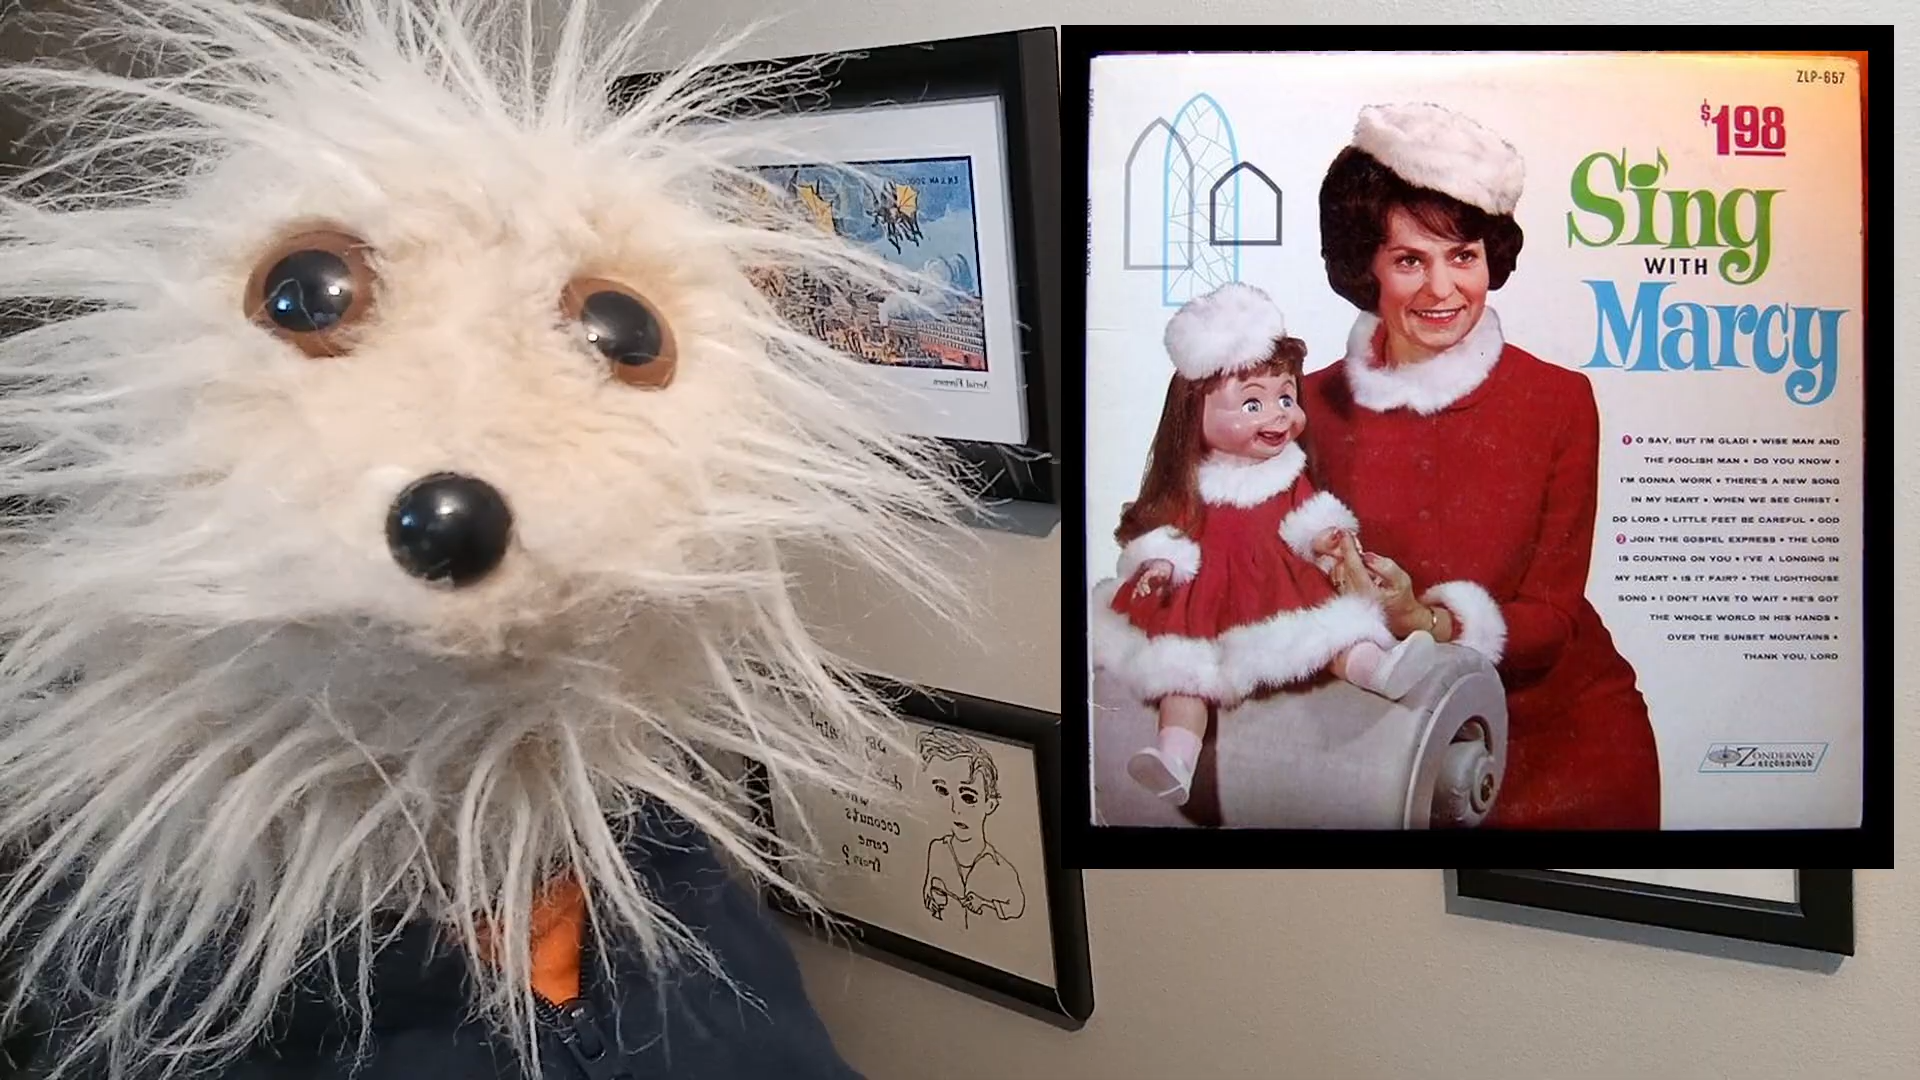 ZLP-657
$198
Sing
WITH
Marcy
1 O SAY, BUT I'M GLAD! • WISE MAN AND
THE FOOLISH MAN • DO YOU KNOW •
I'M GONNA WORK • THERE'S A NEW SONG
IN MY HEART • WHEN WE SEE CHRIST •
DO LORD • LITTLE FEET BE CAREFUL • GOD
2 JOIN THE GOSPEL EXPRESS • THE LORD
IS COUNTING ON YOU • I'VE A LONGING IN
MY HEART • IS IT FAIR? • THE LIGHTHOUSE
SONG • I DON'T HAVE TO WAIT • HE'S GOT
THE WHOLE WORLD IN HIS HANDS •
OVER THE SUNSET MOUNTAINS •
THANK YOU, LORD
ZONDERVAN
RECORDINGS
Aerial Firemen
coconuts
come
from?